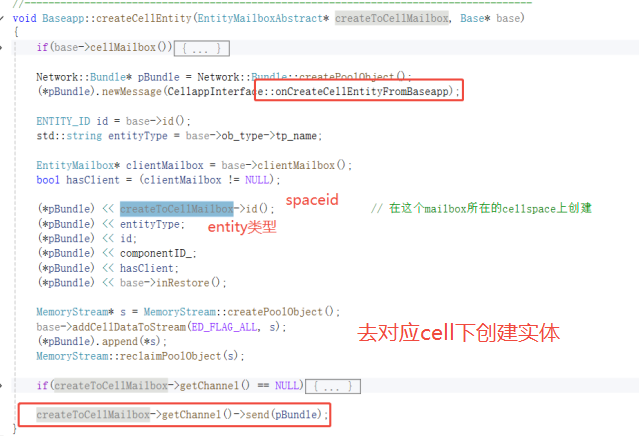 //-------------------------------------------------------------------------------------
void Baseapp::createCellEntity(EntityMailboxAbstract* createToCellMailbox, Base* base)
{
if(base->cellMailbox()) { ... }
Network::Bundle* pBundle = Network::Bundle::createPoolObject();
(*pBundle).newMessage(CellappInterface::onCreateCellEntityFromBaseapp);
ENTITY_ID id = base->id();
std::string entityType = base->ob_type->tp_name;
EntityMailbox* clientMailbox = base->clientMailbox();
bool hasClient = (clientMailbox != NULL);
(*pBundle) << createToCellMailbox->id(); spaceid // 在这个mailbox所在的cellspace上创建
(*pBundle) << entityType; entity类型
(*pBundle) << id;
(*pBundle) << componentID_;
(*pBundle) << hasClient;
(*pBundle) << base->inRestore();
MemoryStream* s = MemoryStream::createPoolObject();
base->addCellDataToStream(ED_FLAG_ALL, s);
(*pBundle).append(*s);
MemoryStream::reclaimPoolObject(s);
去对应cell下创建实体
if(createToCellMailbox->getChannel() == NULL) { ... }
createToCellMailbox->getChannel()->send(pBundle);
}